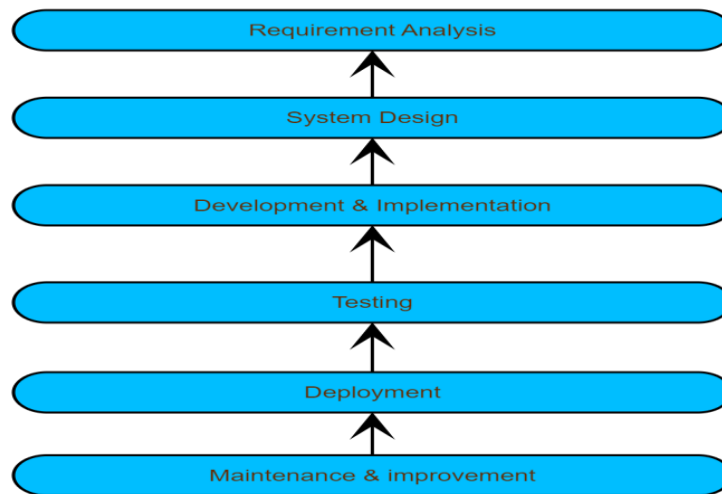 Requirement Analysis
System Design
Development & Implementation
Testing
Deployment
Maintenance & improvement